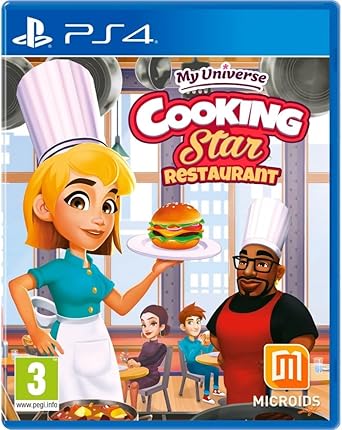 PS4
My Universe
COOKING
Star
RESTAURANT
3
www.pegi.info
MICROIDS